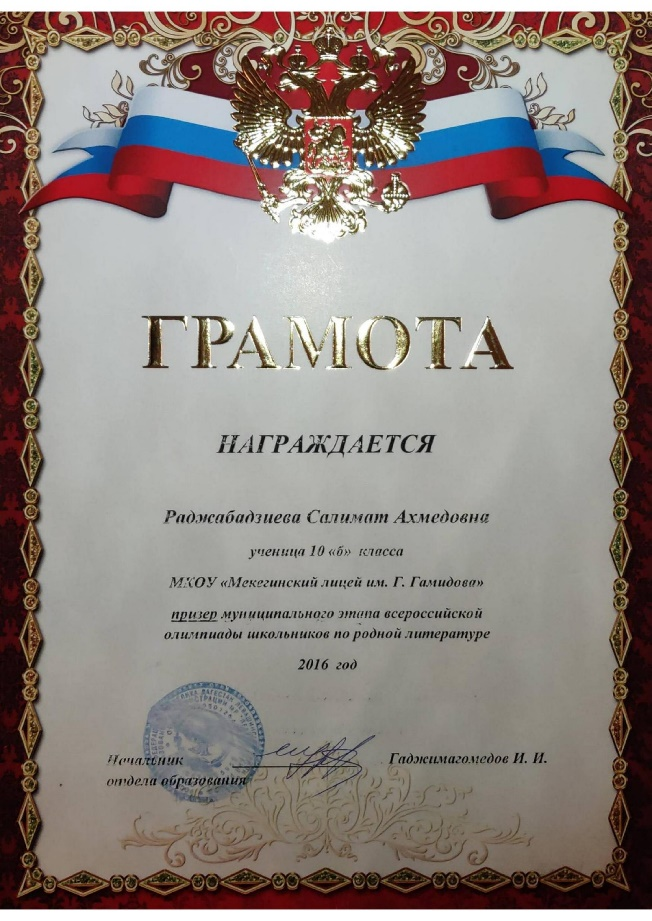 ГРАМОТА
НАГРАЖДАЕТСЯ
Раджабадзиева Салимат Ахмедовна
ученица 10 «б» класса
МКОУ «Мекегинский лицей им. Г. Гамидова»
призер муниципального этапа всероссийской
олимпиады школьников по родной литературе
2016 год
Начальник
отдела образования
Гаджимагомедов И. И.